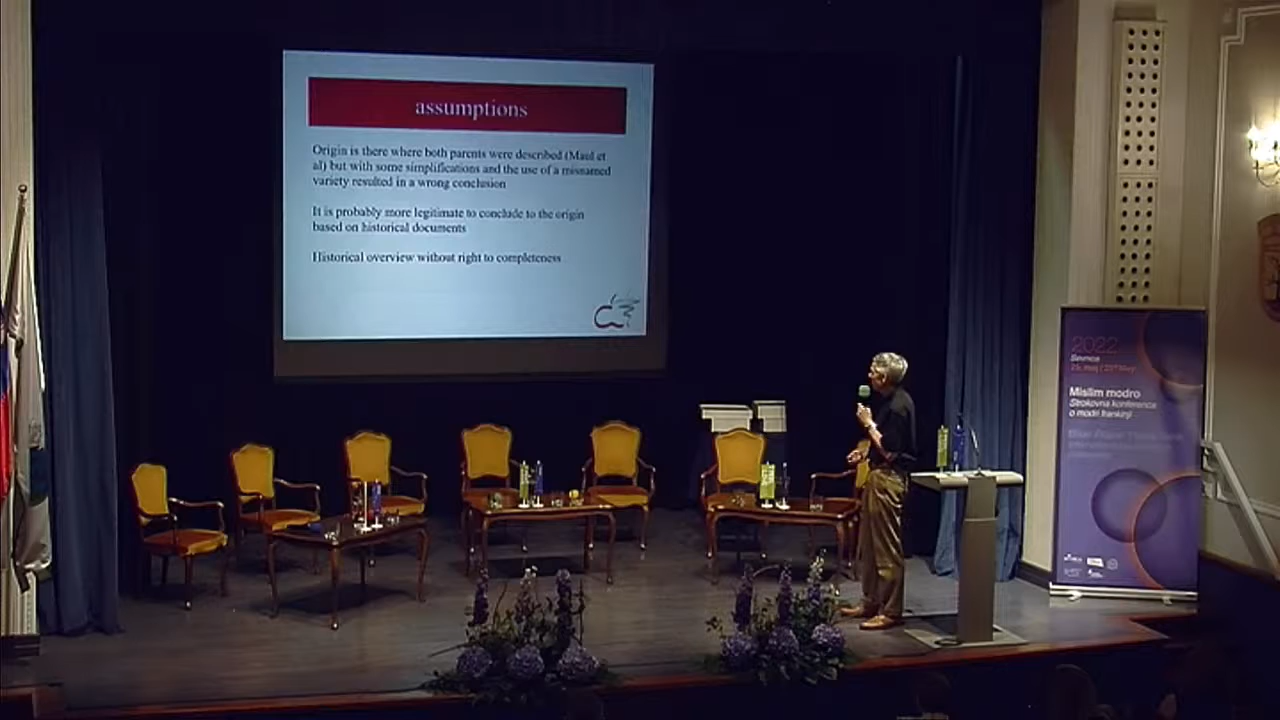 assumptions
Origin is there where both parents were described (Maul et
al) but with some simplifications and the use of a misnamed
variety resulted in a wrong conclusion
It is probably more legitimate to conclude to the origin
based on historical documents
Historical overview without right to completeness
2022
Sevnica
Mislim modro
Strokovna konferenca
o modri frankinji